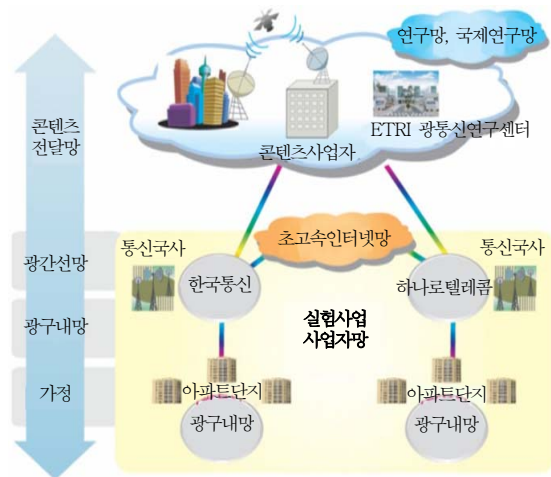 연구망, 국제연구망
ETRI 광통신연구센터
콘텐츠사업자
콘텐츠
전달망
초고속인터넷망
통신국사
통신국사
광간선망
한국통신
하나로텔레콤
실험사업
사업자망
광구내망
가정
아파트단지
아파트단지
광구내망
광구내망